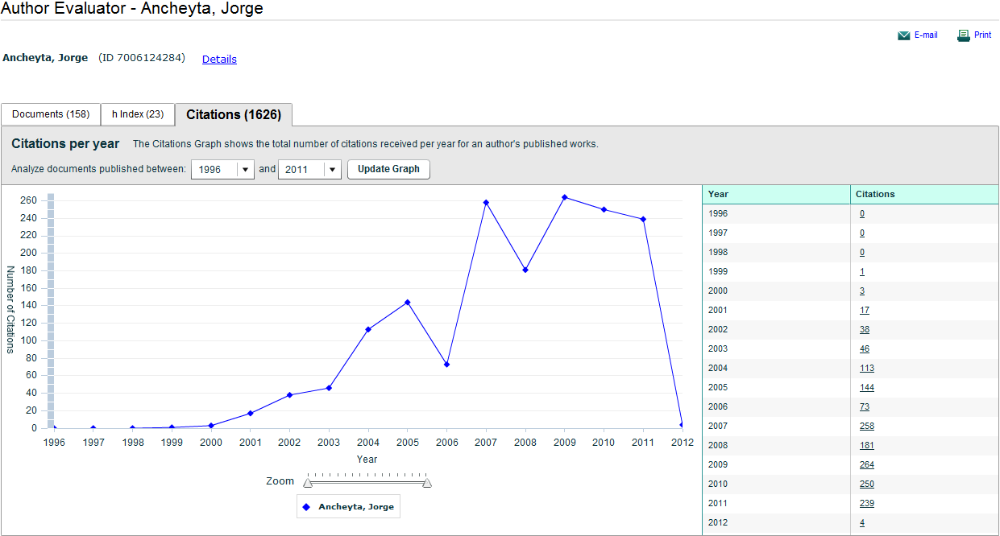 Author Evaluator - Ancheyta, Jorge
E-mail Print
Ancheyta, Jorge (ID 7006124284) Details
Documents (158) h Index (23) Citations (1626)
Citations per year The Citations Graph shows the total number of citations received per year for an author's published works.
Analyze documents published between: 1996 and 2011 Update Graph
260
240
220
200
180
160
140
120
100
80
60
40
20
0
Number of Citations
1996 1997 1998 1999 2000 2001 2002 2003 2004 2005 2006 2007 2008 2009 2010 2011 2012
Year
Zoom
Ancheyta, Jorge
Year Citations
1996 0
1997 0
1998 0
1999 1
2000 3
2001 17
2002 38
2003 46
2004 113
2005 144
2006 73
2007 258
2008 181
2009 264
2010 250
2011 239
2012 4